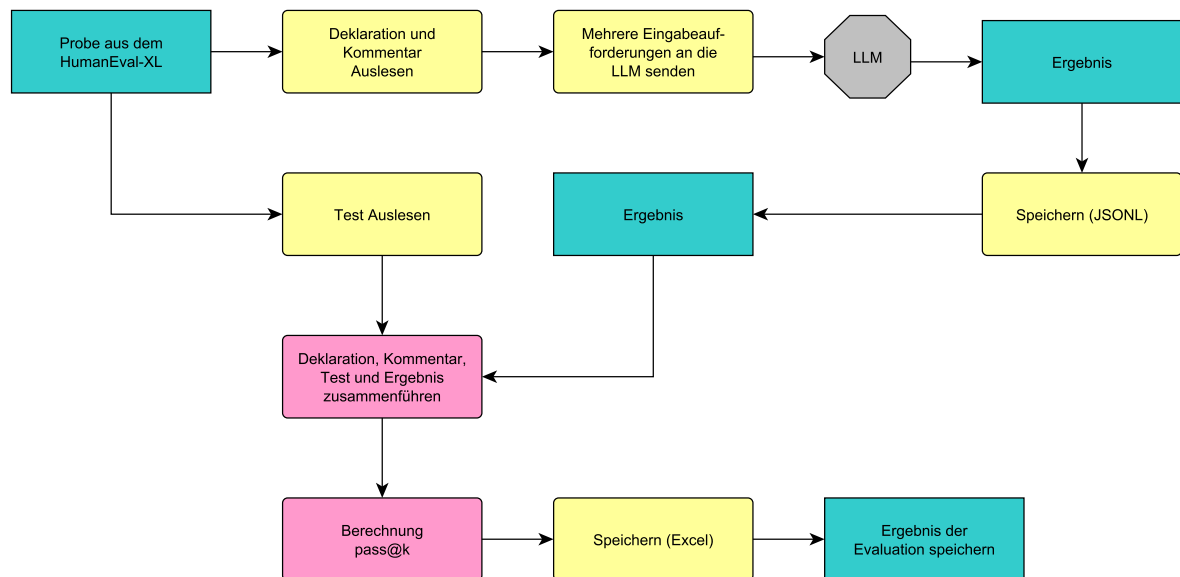 Probe aus dem
HumanEval-XL
Deklaration und
Kommentar
Auslesen
Mehrere Eingabeauf-
forderungen an die
LLM senden
LLM
Ergebnis
Test Auslesen
Ergebnis
Speichern (JSONL)
Deklaration, Kommentar,
Test und Ergebnis
zusammenführen
Berechnung
pass@k
Speichern (Excel)
Ergebnis der
Evaluation speichern